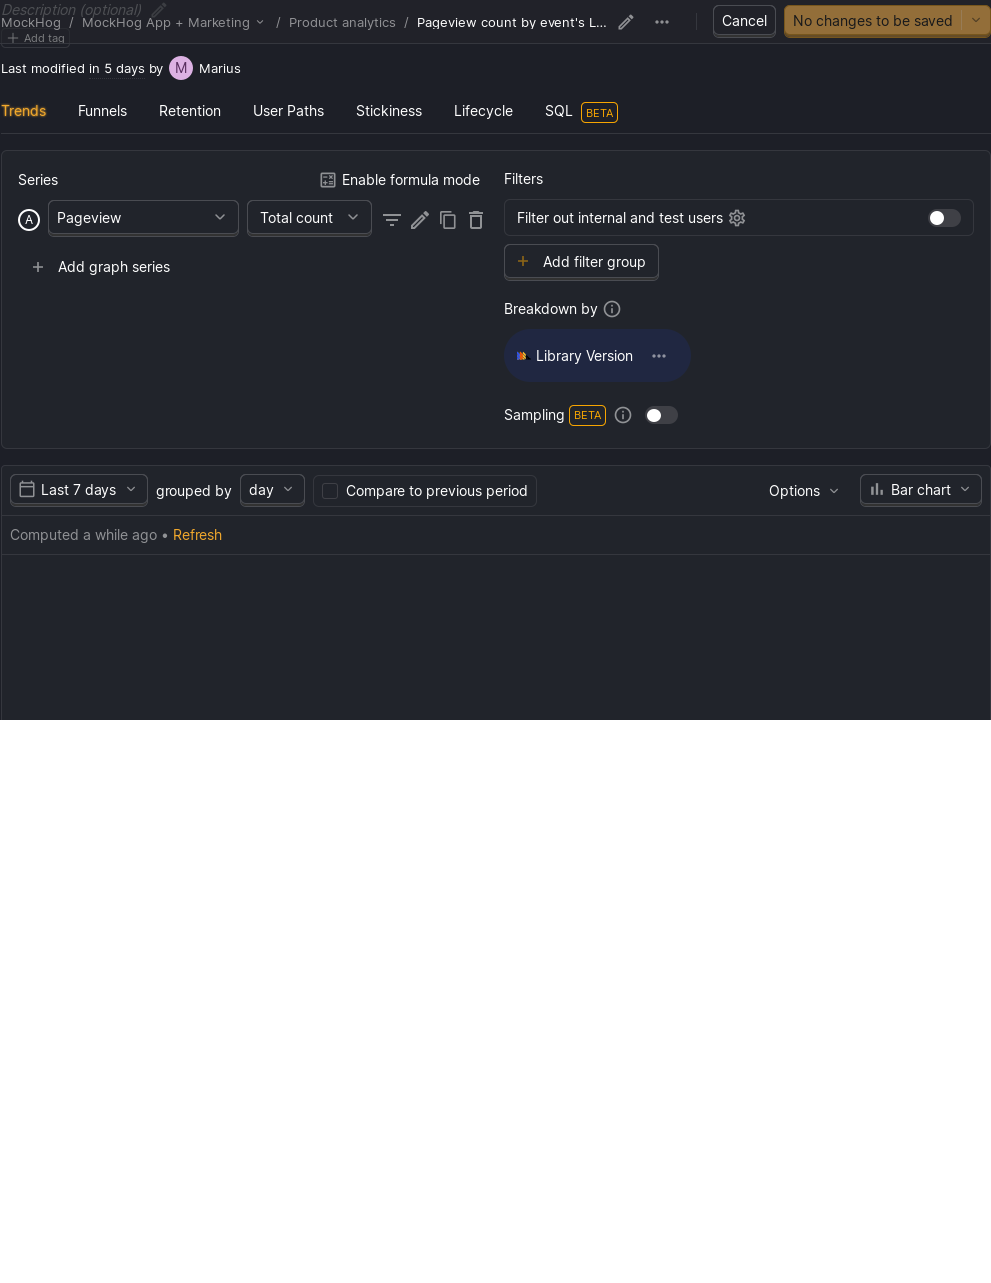 Description (optional)
MockHog / MockHog App + Marketing / Product analytics / Pageview count by event's L...
Cancel
No changes to be saved
Add tag
Last modified in 5 days by M Marius
Trends
Funnels
Retention
User Paths
Stickiness
Lifecycle
SQL BETA
Series
Enable formula mode
A
Pageview
Total count
Add graph series
Filters
Filter out internal and test users
Add filter group
Breakdown by
Library Version
Sampling BETA
Last 7 days
grouped by
day
Compare to previous period
Options
Bar chart
Computed a while ago • Refresh